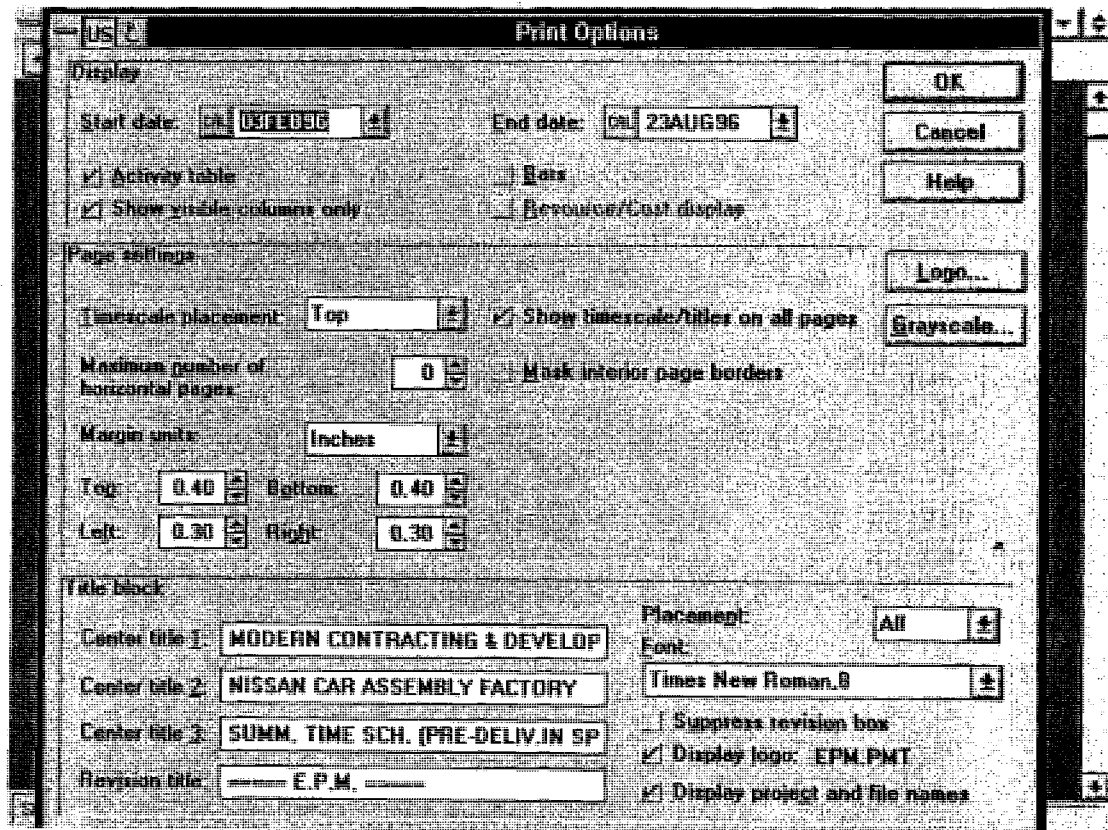 US
Print Options
Display
Start date: CAL 03FEB96
End date: CAL 23AUG96
Activity table
Bars
Show visible columns only
Resource/Cost display
OK
Cancel
Help
Page settings
Timescale placement: Top
Show timescale/titles on all pages
Maximum number of
horizontal pages: 0
Mask interior page borders
Margin units: Inches
Top: 0.40 Bottom: 0.40
Left: 0.30 Right: 0.30
Logo...
Grayscale...
Title block
Center title 1: MODERN CONTRACTING & DEVELOP
Center title 2: NISSAN CAR ASSEMBLY FACTORY
Center title 3: SUMM. TIME SCH. (PRE-DELIV.IN SP
Revision title: ===== E.P.M. =====
Placement: All
Font:
Times New Roman,8
Suppress revision box
Display logo: EPM.PMT
Display project and file names